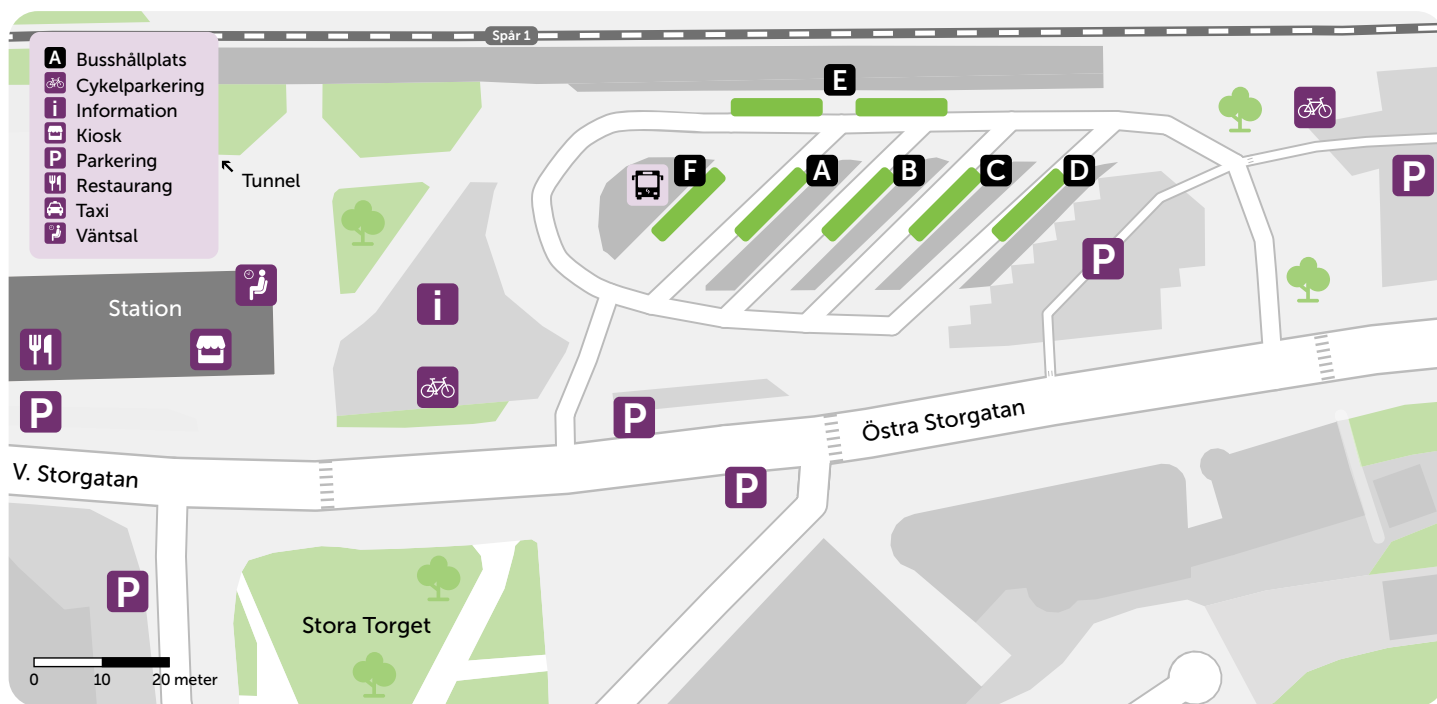 Spår 1
A Busshållplats
Cykelparkering
i Information
Kiosk
P Parkering
Restaurang
Taxi
Väntsal
Tunnel
E
F
A
B
C
D
P
P
Station
i
P
P
P
Östra Storgatan
V. Storgatan
P
Stora Torget
0 10 20 meter